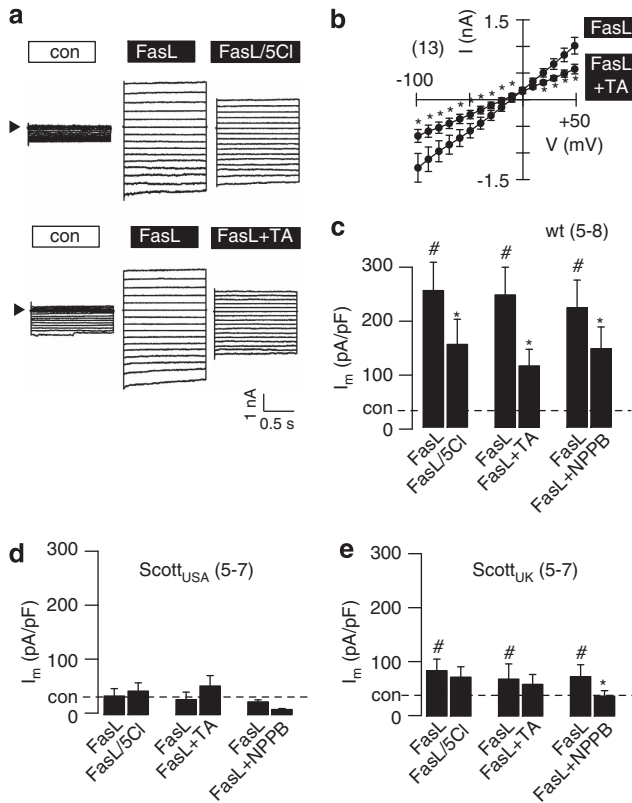 a
con FasL FasL/5Cl
con FasL FasL+TA
1 nA
0.5 s
b
1.5
I (nA)
FasL
(13)
-100
FasL
+TA
* * * * * * * * * * * * *
+50
V (mV)
-1.5
c
wt (5-8)
300
200
100
con
0
Im (pA/pF)
# * # * # *
FasL
FasL/5Cl
FasL
FasL+TA
FasL
FasL+NPPB
d
ScottUSA (5-7)
300
200
100
con
0
Im (pA/pF)
FasL
FasL/5Cl
FasL
FasL+TA
FasL
FasL+NPPB
e
ScottUK (5-7)
300
200
100
con
0
Im (pA/pF)
# # # *
FasL
FasL/5Cl
FasL
FasL+TA
FasL
FasL+NPPB